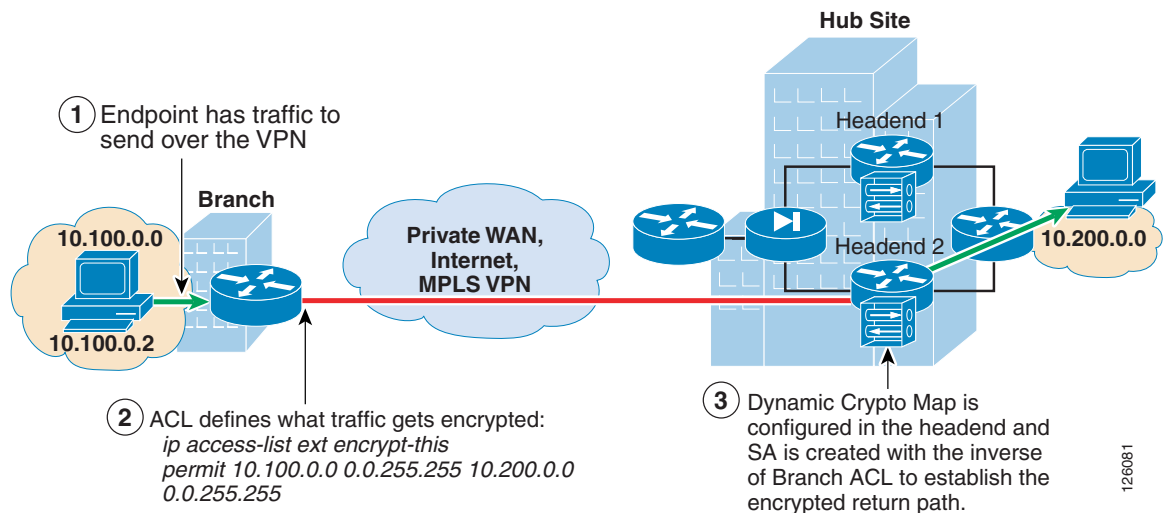 Hub Site
1 Endpoint has traffic to
send over the VPN
Headend 1
Branch
10.100.0.0
Private WAN,
Internet,
MPLS VPN
Headend 2
10.200.0.0
10.100.0.2
2 ACL defines what traffic gets encrypted:
ip access-list ext encrypt-this
permit 10.100.0.0 0.0.255.255 10.200.0.0
0.0.255.255
3 Dynamic Crypto Map is
configured in the headend and
SA is created with the inverse
of Branch ACL to establish the
encrypted return path.
126081